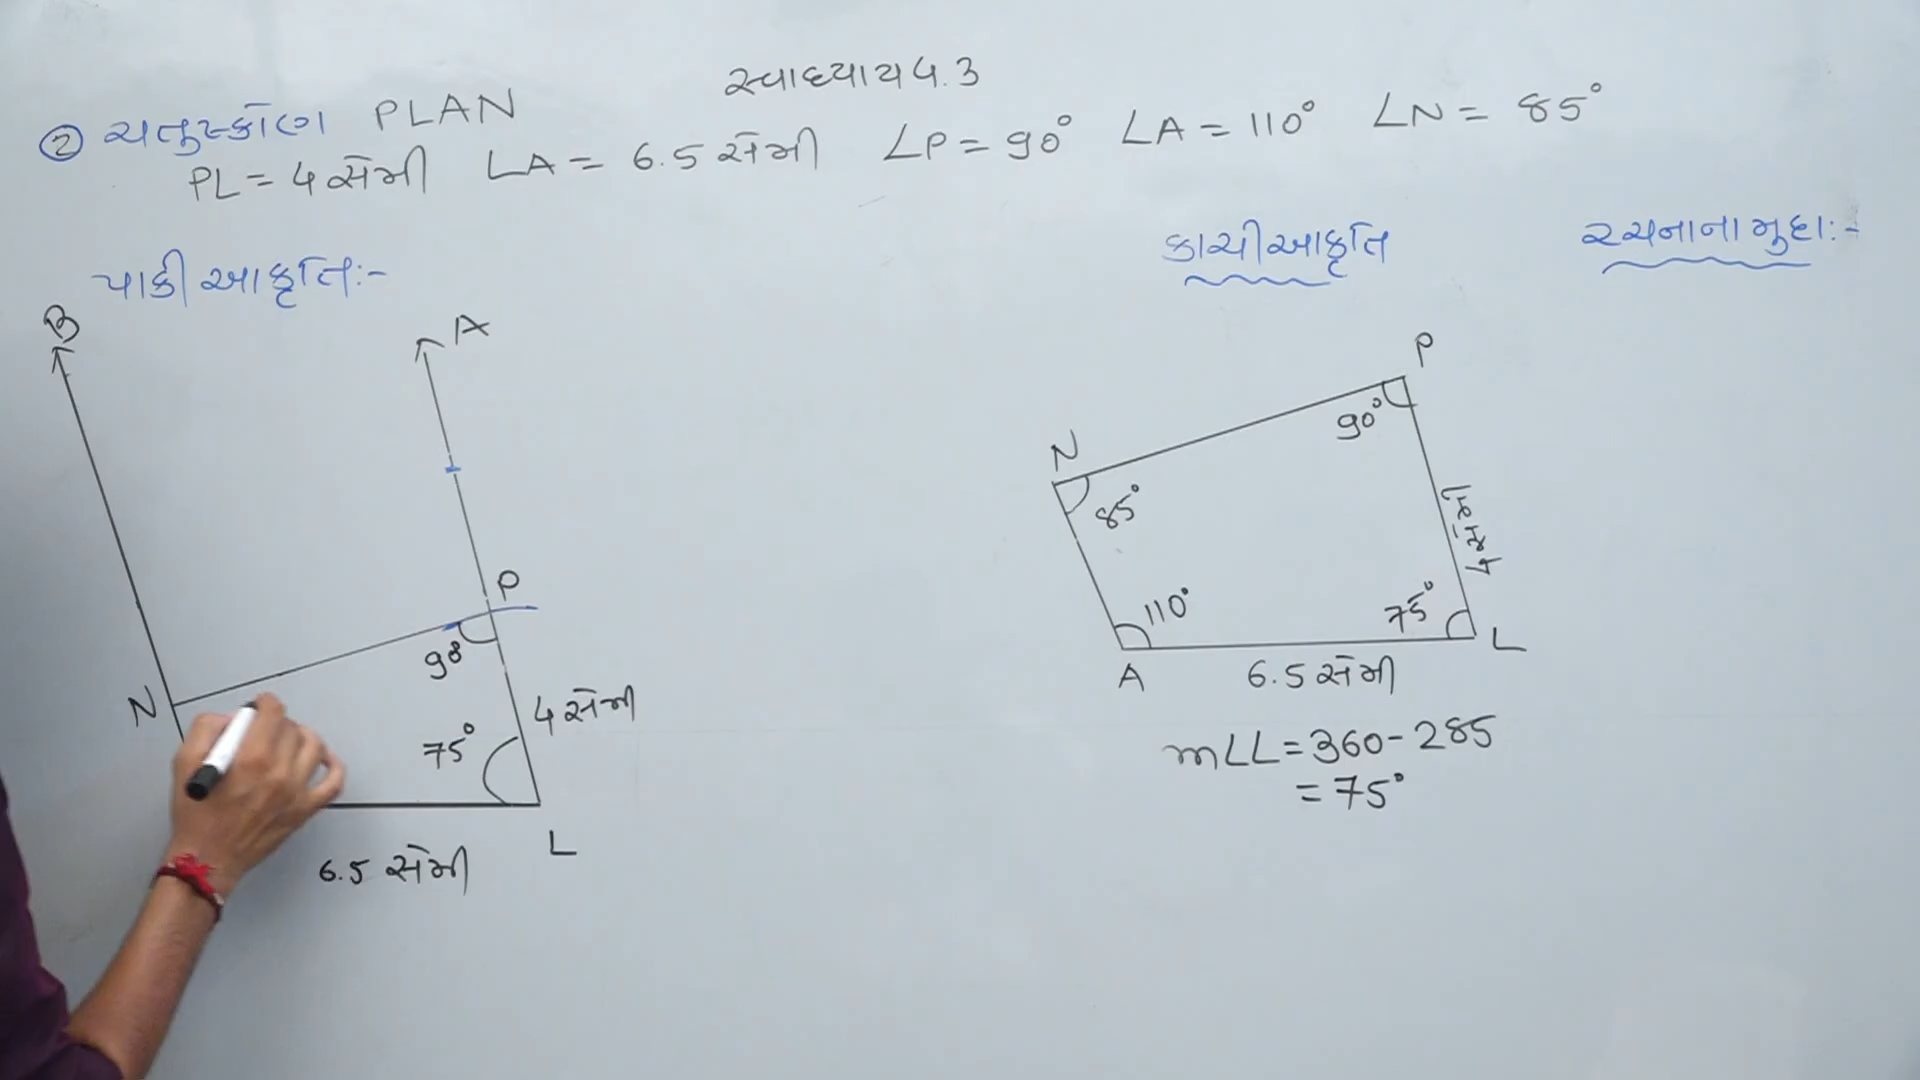 સ્વાધ્યાય 4.3
② ચતુષ્કોણ PLAN
PL = 4 સેમી LA = 6.5 સેમી ∠P = 90° ∠A = 110° ∠N = 85°
પાકી આકૃતિ:-
કાચી આકૃતિ
રચનાના મુદ્દા:-
B
A
P
N
90°
4 સેમી
75°
L
6.5 સેમી
P
90°
N
85°
4 સેમી
110°
75°
A
L
6.5 સેમી
m∠L = 360 - 285
= 75°